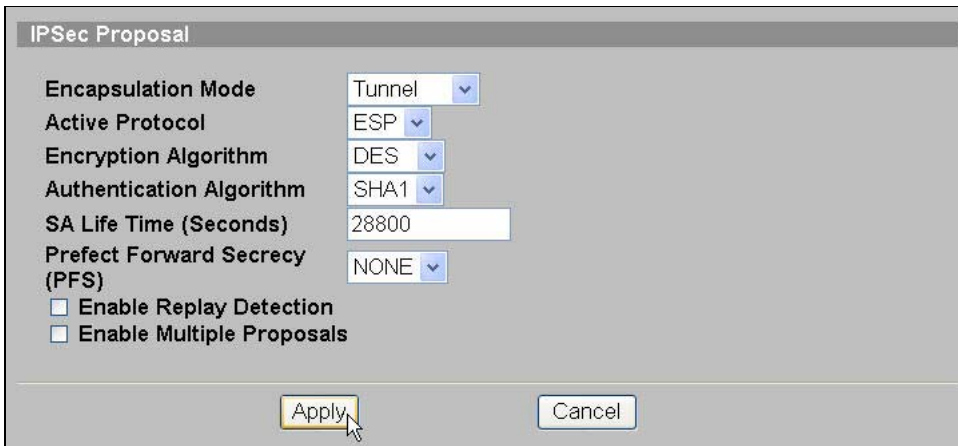 IPSec Proposal
Encapsulation Mode Tunnel
Active Protocol ESP
Encryption Algorithm DES
Authentication Algorithm SHA1
SA Life Time (Seconds) 28800
Prefect Forward Secrecy
(PFS) NONE
Enable Replay Detection
Enable Multiple Proposals
Apply Cancel